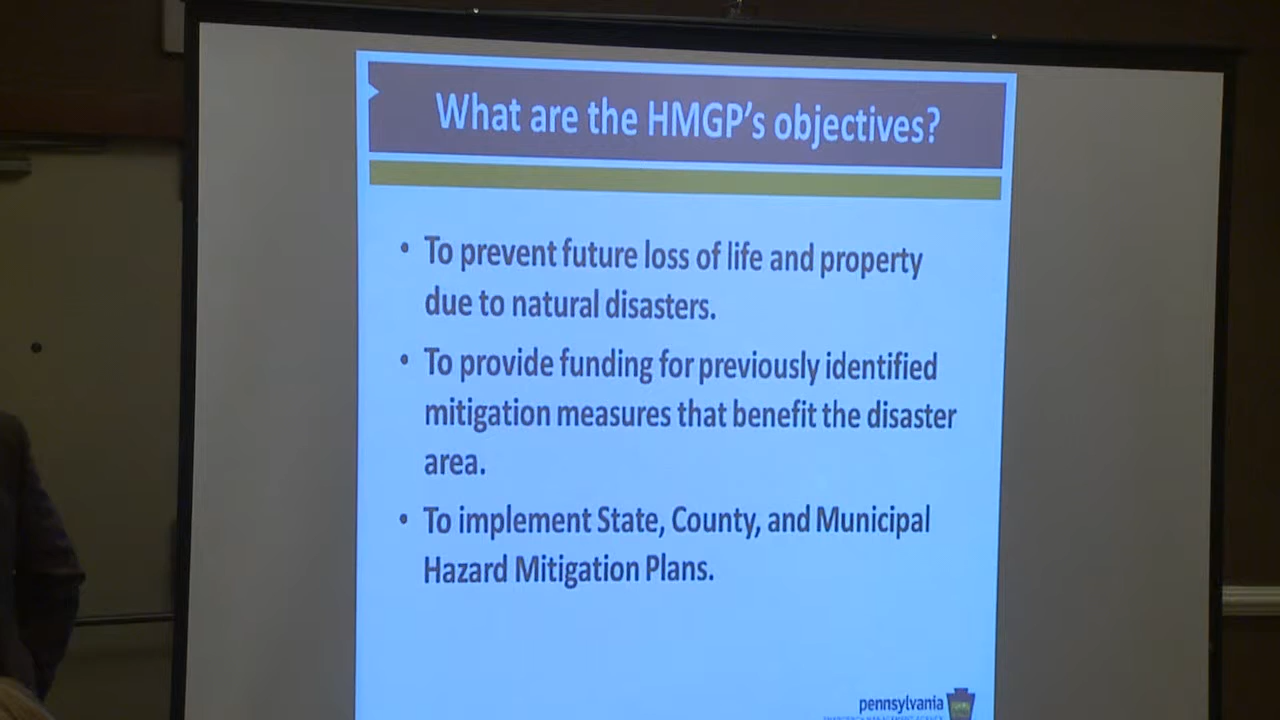 What are the HMGP's objectives?
• To prevent future loss of life and property
due to natural disasters.
• To provide funding for previously identified
mitigation measures that benefit the disaster
area.
• To implement State, County, and Municipal
Hazard Mitigation Plans.
pennsylvania